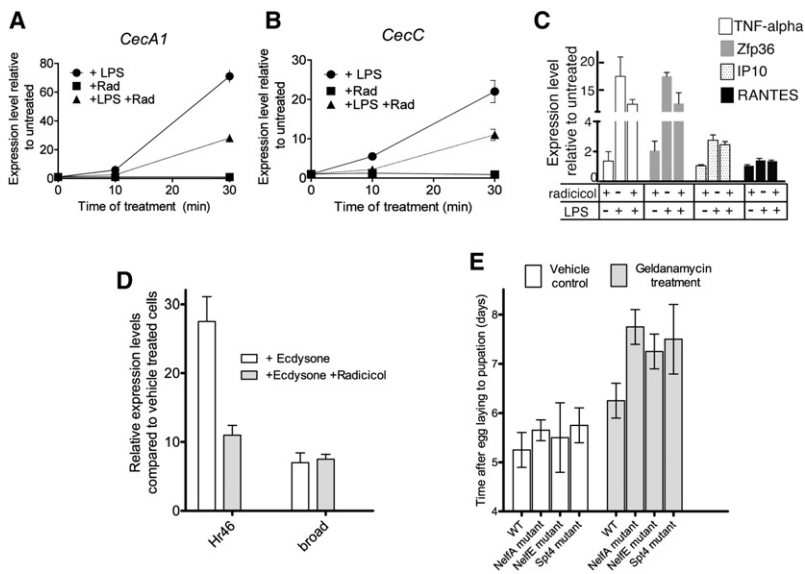 A
CecA1
Expression level relative
to untreated
80
60
40
20
0
+ LPS
+Rad
+LPS +Rad
0 10 20 30
Time of treatment (min)
B
CecC
Expression level relative
to untreated
30
20
10
0
+ LPS
+Rad
+LPS +Rad
0 10 20 30
Time of treatment (min)
C
Expression level
relative to untreated
20
15
4
2
0
TNF-alpha
Zfp36
IP10
RANTES
radicicol + - + + - + + - + + - +
LPS - + + - + + - + + - + +
D
Relative expression levels
compared to vehicle treated cells
30
20
10
0
+ Ecdysone
+Ecdysone +Radicicol
Hr46
broad
E
Vehicle
control
Geldanamycin
treatment
Time after egg laying to pupation (days)
8
7
6
5
4
WT
NelfA mutant
NelfE mutant
Spt4 mutant
WT
NelfA mutant
NelfE mutant
Spt4 mutant